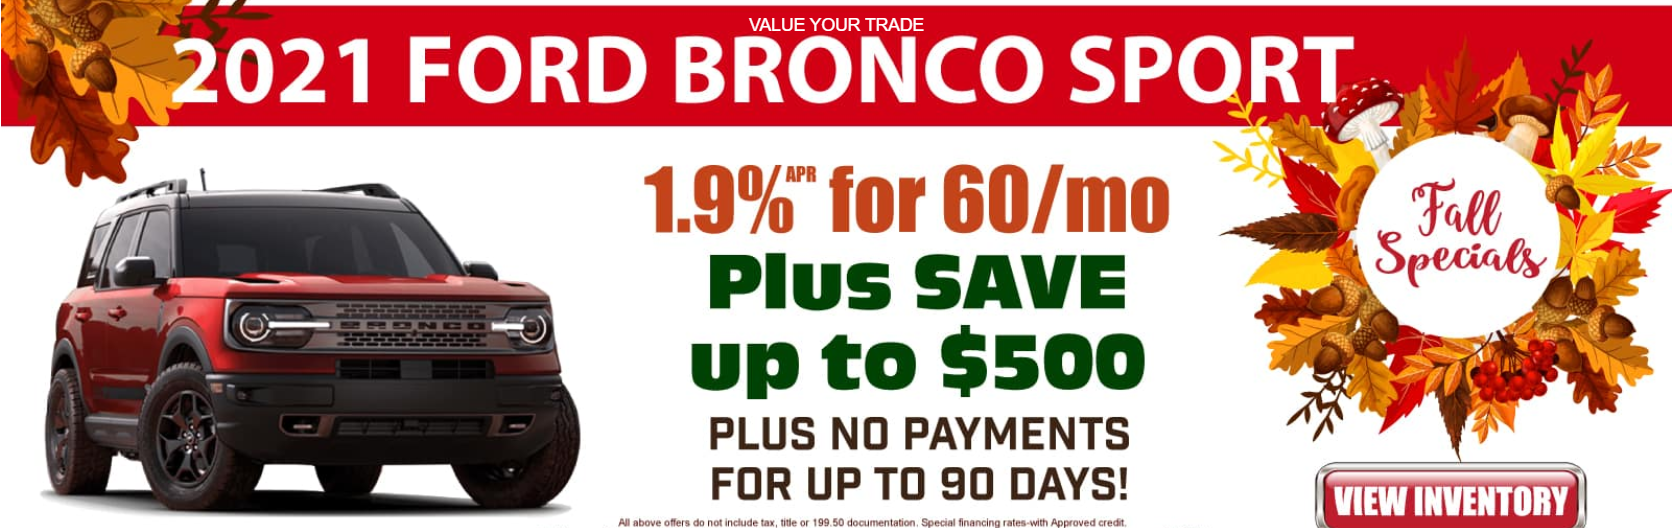 VALUE YOUR TRADE
2021 FORD BRONCO SPORT
1.9% APR for 60/mo
Plus SAVE
up to $500
PLUS NO PAYMENTS
FOR UP TO 90 DAYS!
All above offers do not include tax, title or 199.50 documentation. Special financing rates-with Approved credit.
Fall
Specials
VIEW INVENTORY
BRONCO